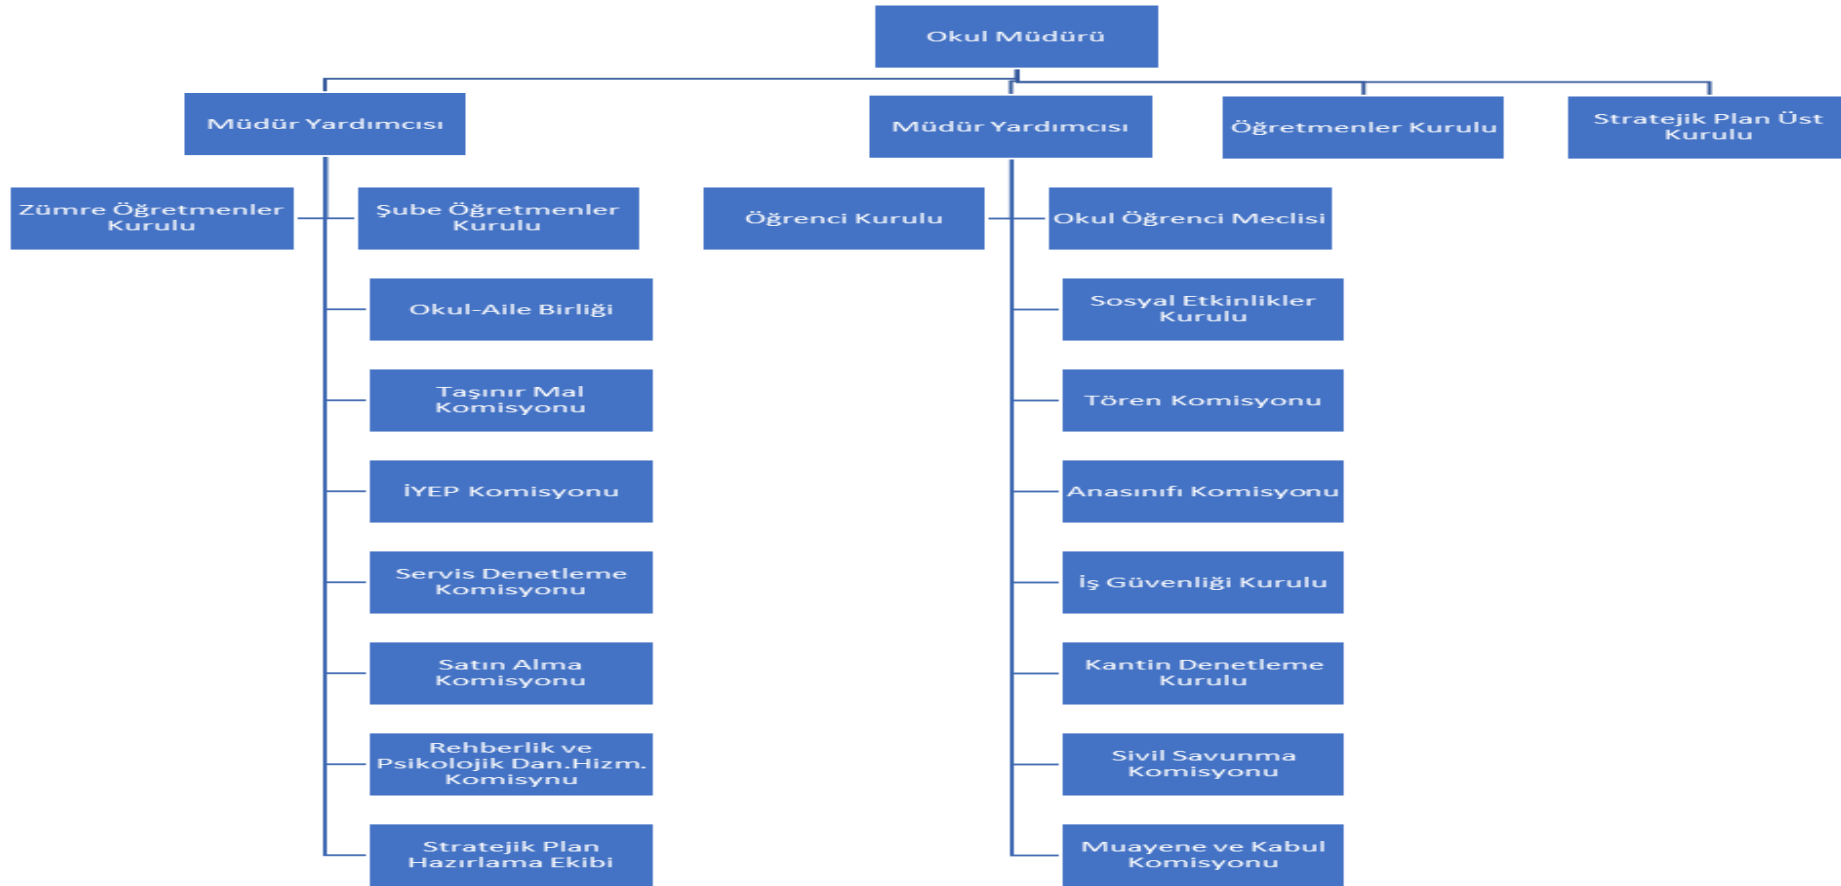 Okul Müdürü
Müdür Yardımcısı
Müdür Yardımcısı
Öğretmenler Kurulu
Stratejik Plan Üst
Kurulu
Zümre Öğretmenler
Kurulu
Şube Öğretmenler
Kurulu
Öğrenci Kurulu
Okul Öğrenci Meclisi
Okul-Aile Birliği
Sosyal Etkinlikler
Kurulu
Taşınır Mal
Komisyonu
Tören Komisyonu
İYEP Komisyonu
Anasınıfı Komisyonu
Servis Denetleme
Komisyonu
İş Güvenliği Kurulu
Satın Alma
Komisyonu
Kantin Denetleme
Kurulu
Rehberlik ve
Psikolojik Dan.Hizm.
Komisynu
Sivil Savunma
Komisyonu
Stratejik Plan
Hazırlama Ekibi
Muayene ve Kabul
Komisyonu